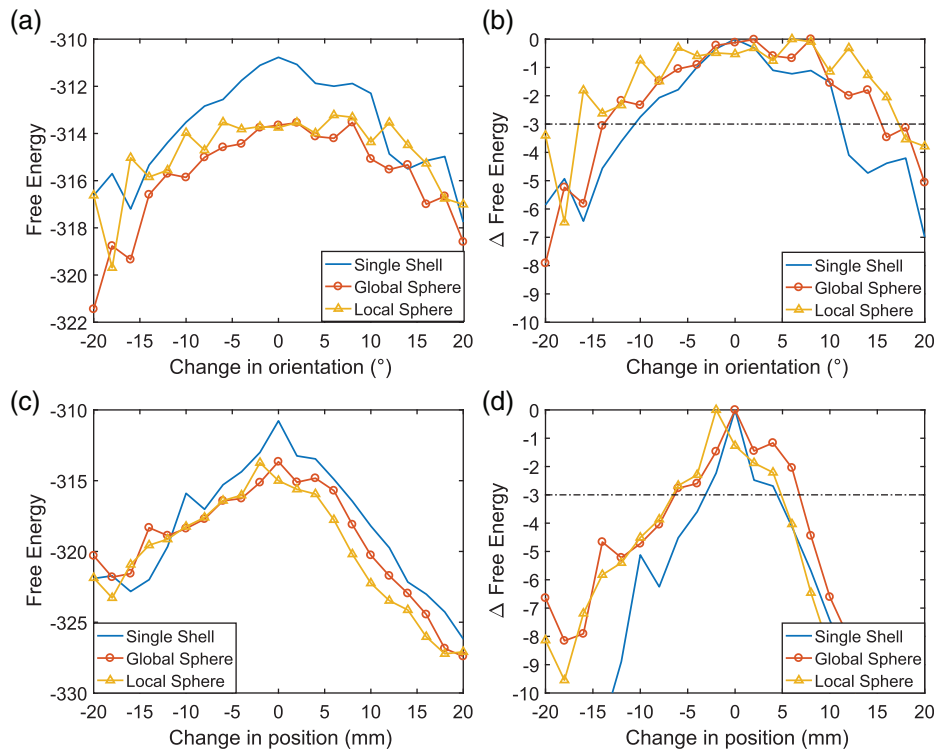 (a)
-310
-312
-314
-316
-318
-320
-322
Free Energy
-20 -15 -10 -5 0 5 10 15 20
Change in orientation (°)
Single Shell
Global Sphere
Local Sphere
(b)
0
-1
-2
-3
-4
-5
-6
-7
-8
-9
-10
Δ Free Energy
-20 -15 -10 -5 0 5 10 15 20
Change in orientation (°)
Single Shell
Global Sphere
Local Sphere
(c)
-310
-315
-320
-325
-330
Free Energy
-20 -15 -10 -5 0 5 10 15 20
Change in position (mm)
Single Shell
Global Sphere
Local Sphere
(d)
0
-1
-2
-3
-4
-5
-6
-7
-8
-9
-10
Δ Free Energy
-20 -15 -10 -5 0 5 10 15 20
Change in position (mm)
Single Shell
Global Sphere
Local Sphere